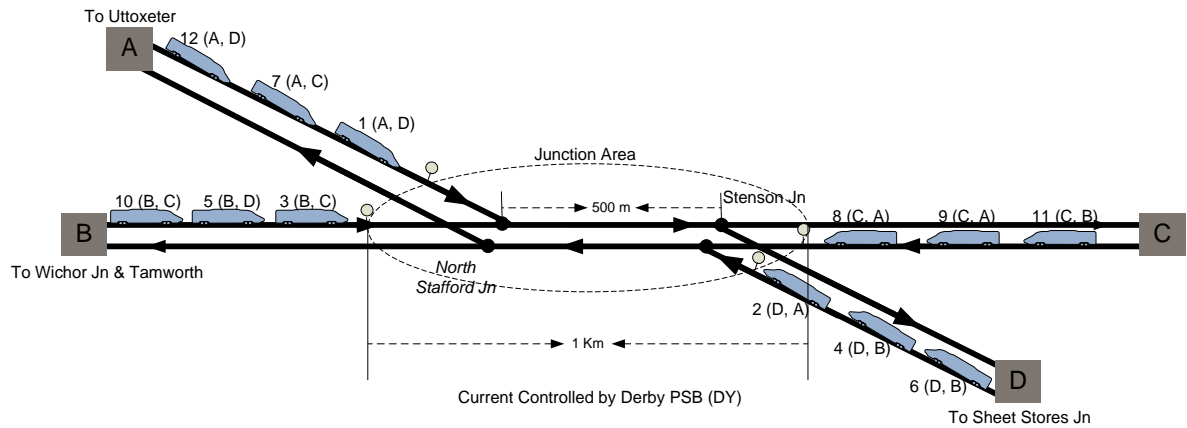 To Uttoxeter
A
12 (A, D)
7 (A, C)
1 (A, D)
Junction Area
500 m
Stenson Jn
10 (B, C)
5 (B, D)
3 (B, C)
8 (C, A)
9 (C, A)
11 (C, B)
B
C
To Wichor Jn & Tamworth
North
Stafford Jn
2 (D, A)
1 Km
4 (D, B)
6 (D, B)
D
Current Controlled by Derby PSB (DY)
To Sheet Stores Jn